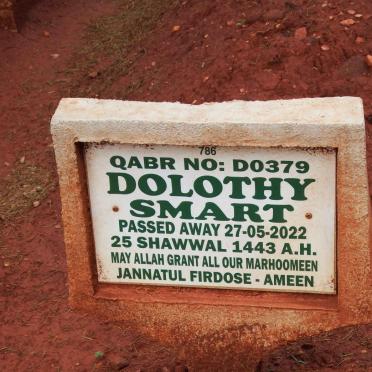 786
QABR NO: D0379
DOLOTHY
SMART
PASSED AWAY 27-05-2022
25 SHAWWAL 1443 A.H.
MAY ALLAH GRANT ALL OUR MARHOOMEEN
JANNATUL FIRDOSE - AMEEN